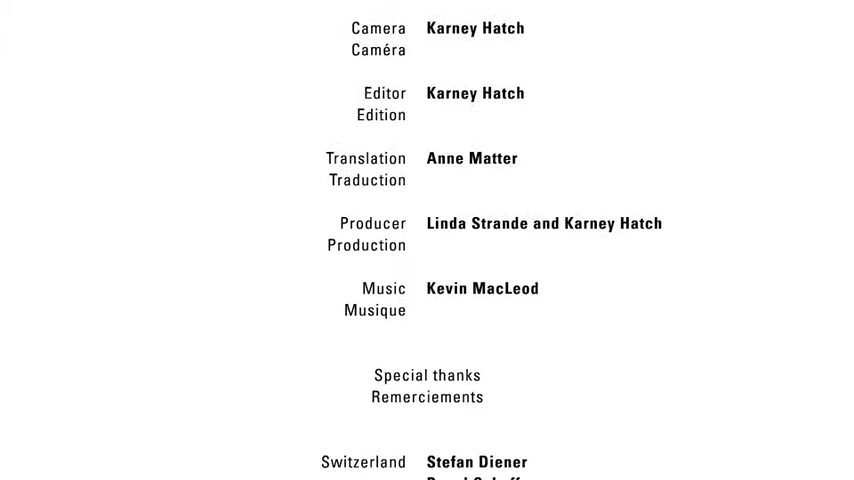 Camera Karney Hatch
Caméra
Editor Karney Hatch
Edition
Translation Anne Matter
Traduction
Producer Linda Strande and Karney Hatch
Production
Music Kevin MacLeod
Musique
Special thanks
Remerciements
Switzerland Stefan Diener